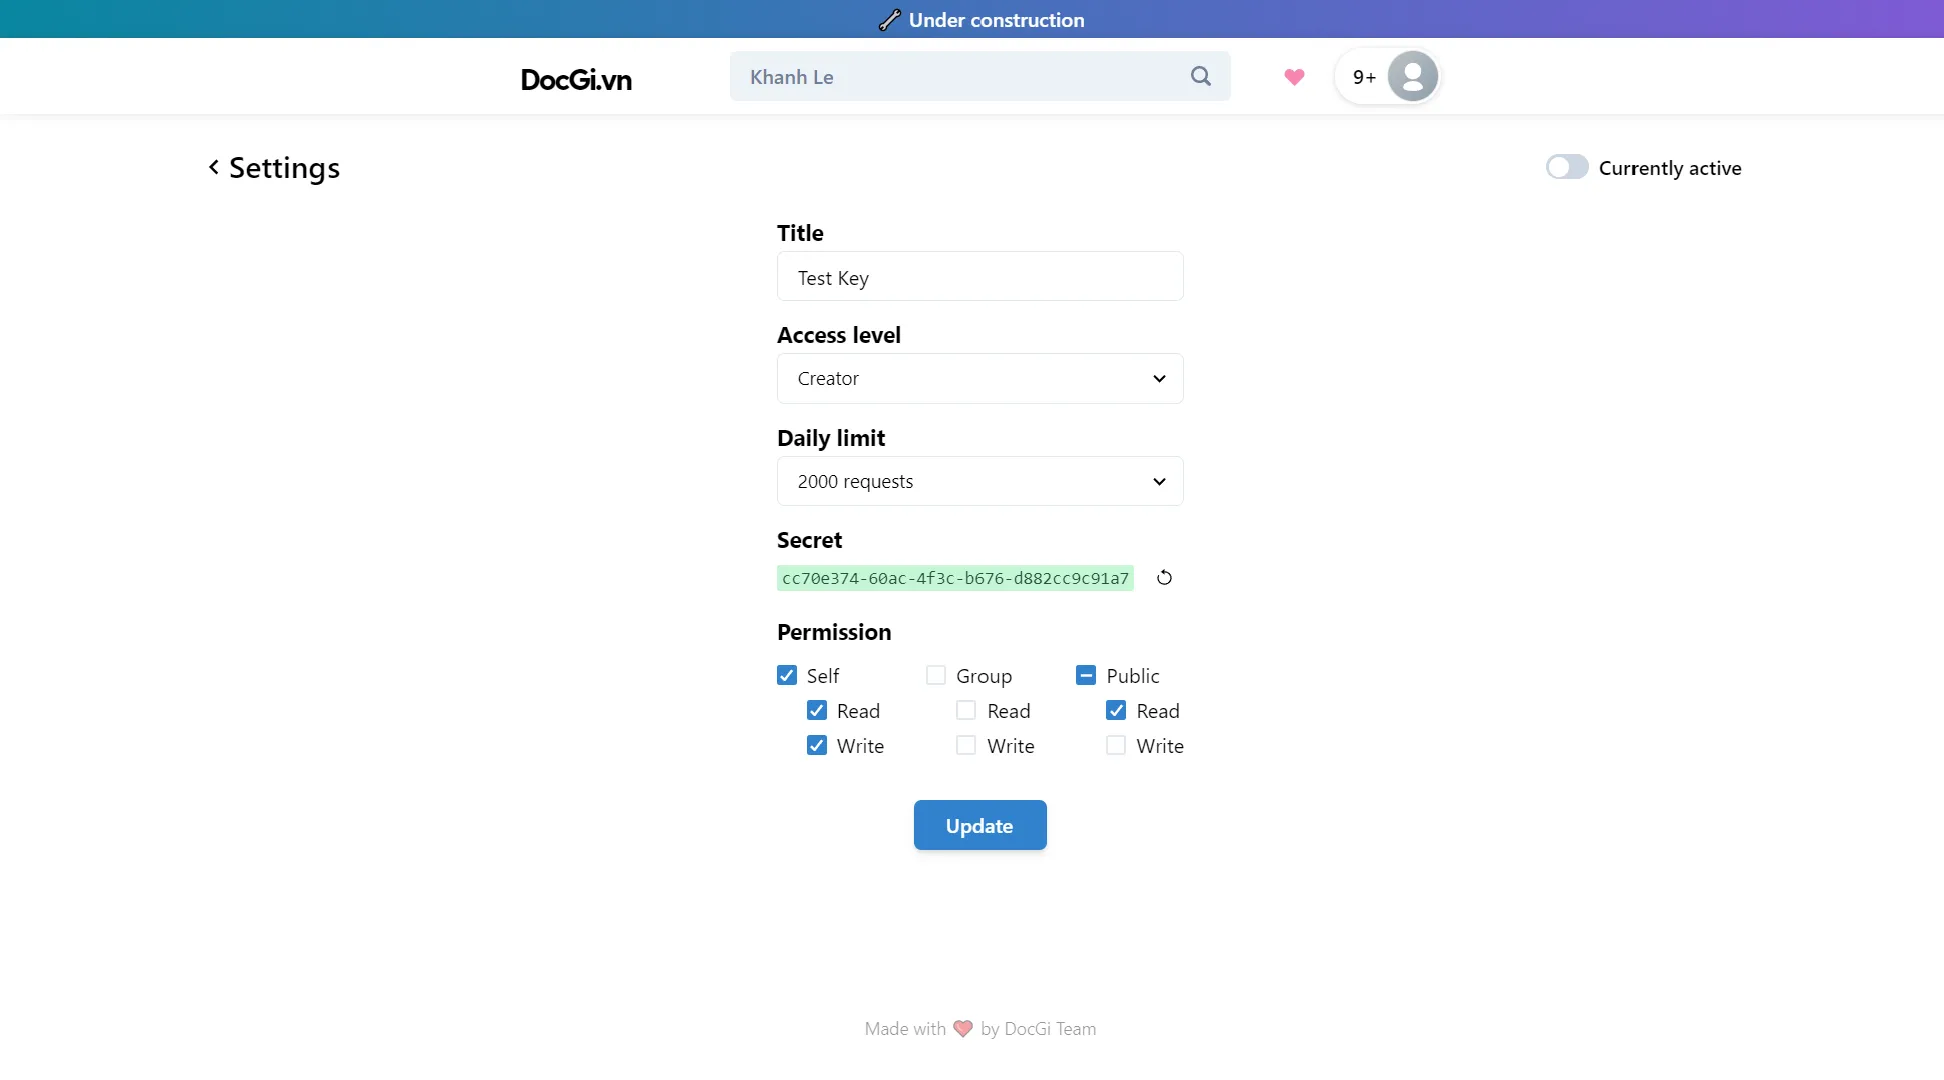 Under construction
DocGi.vn
Khanh Le
9+
Settings
Currently active
Title
Test Key
Access level
Creator
Daily limit
2000 requests
Secret
cc70e374-60ac-4f3c-b676-d882cc9c91a7
Permission
Self Group Public
Read Read Read
Write Write Write
Update
Made with ❤ by DocGi Team